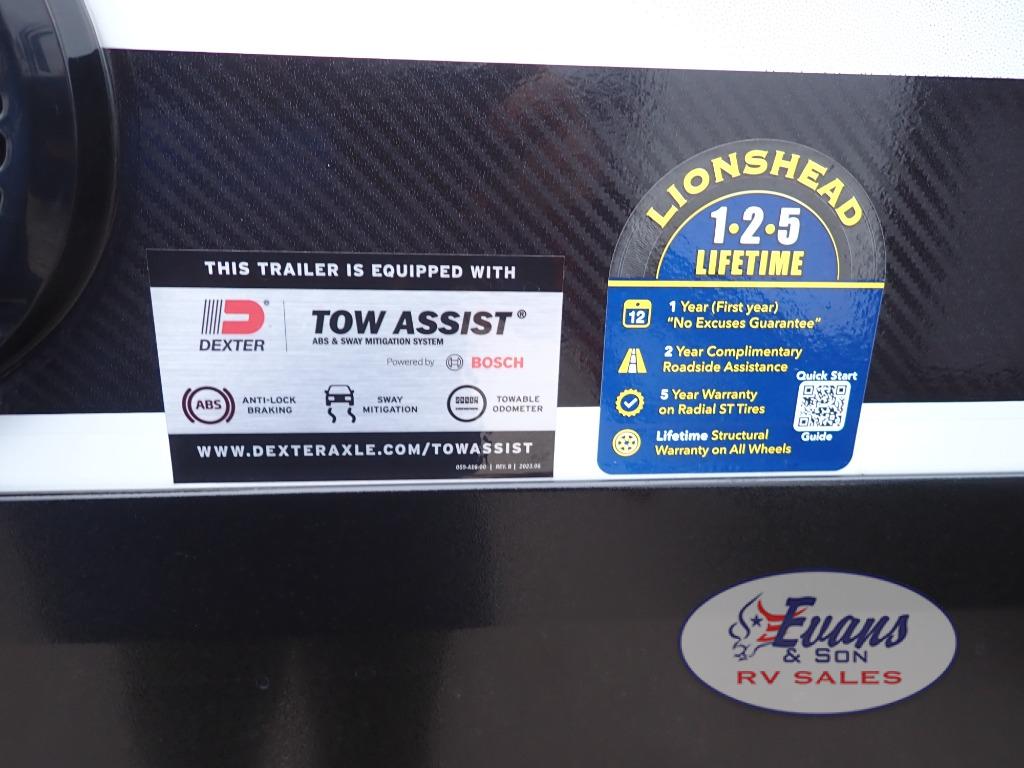 THIS TRAILER IS EQUIPPED WITH
DEXTER
TOW ASSIST®
ABS & SWAY MITIGATION SYSTEM
Powered by BOSCH
ABS
ANTI-LOCK
BRAKING
SWAY
MITIGATION
TOWABLE
ODOMETER
WWW.DEXTERAXLE.COM/TOWASSIST
REV. B | 2023.06
LIONSHEAD
1•2•5
LIFETIME
12
1 Year (First year)
"No Excuses Guarantee"
2 Year Complimentary
Roadside Assistance
5 Year Warranty
on Radial ST Tires
Lifetime Structural
Warranty on All Wheels
Quick Start
Guide
Evans
& SON
RV SALES